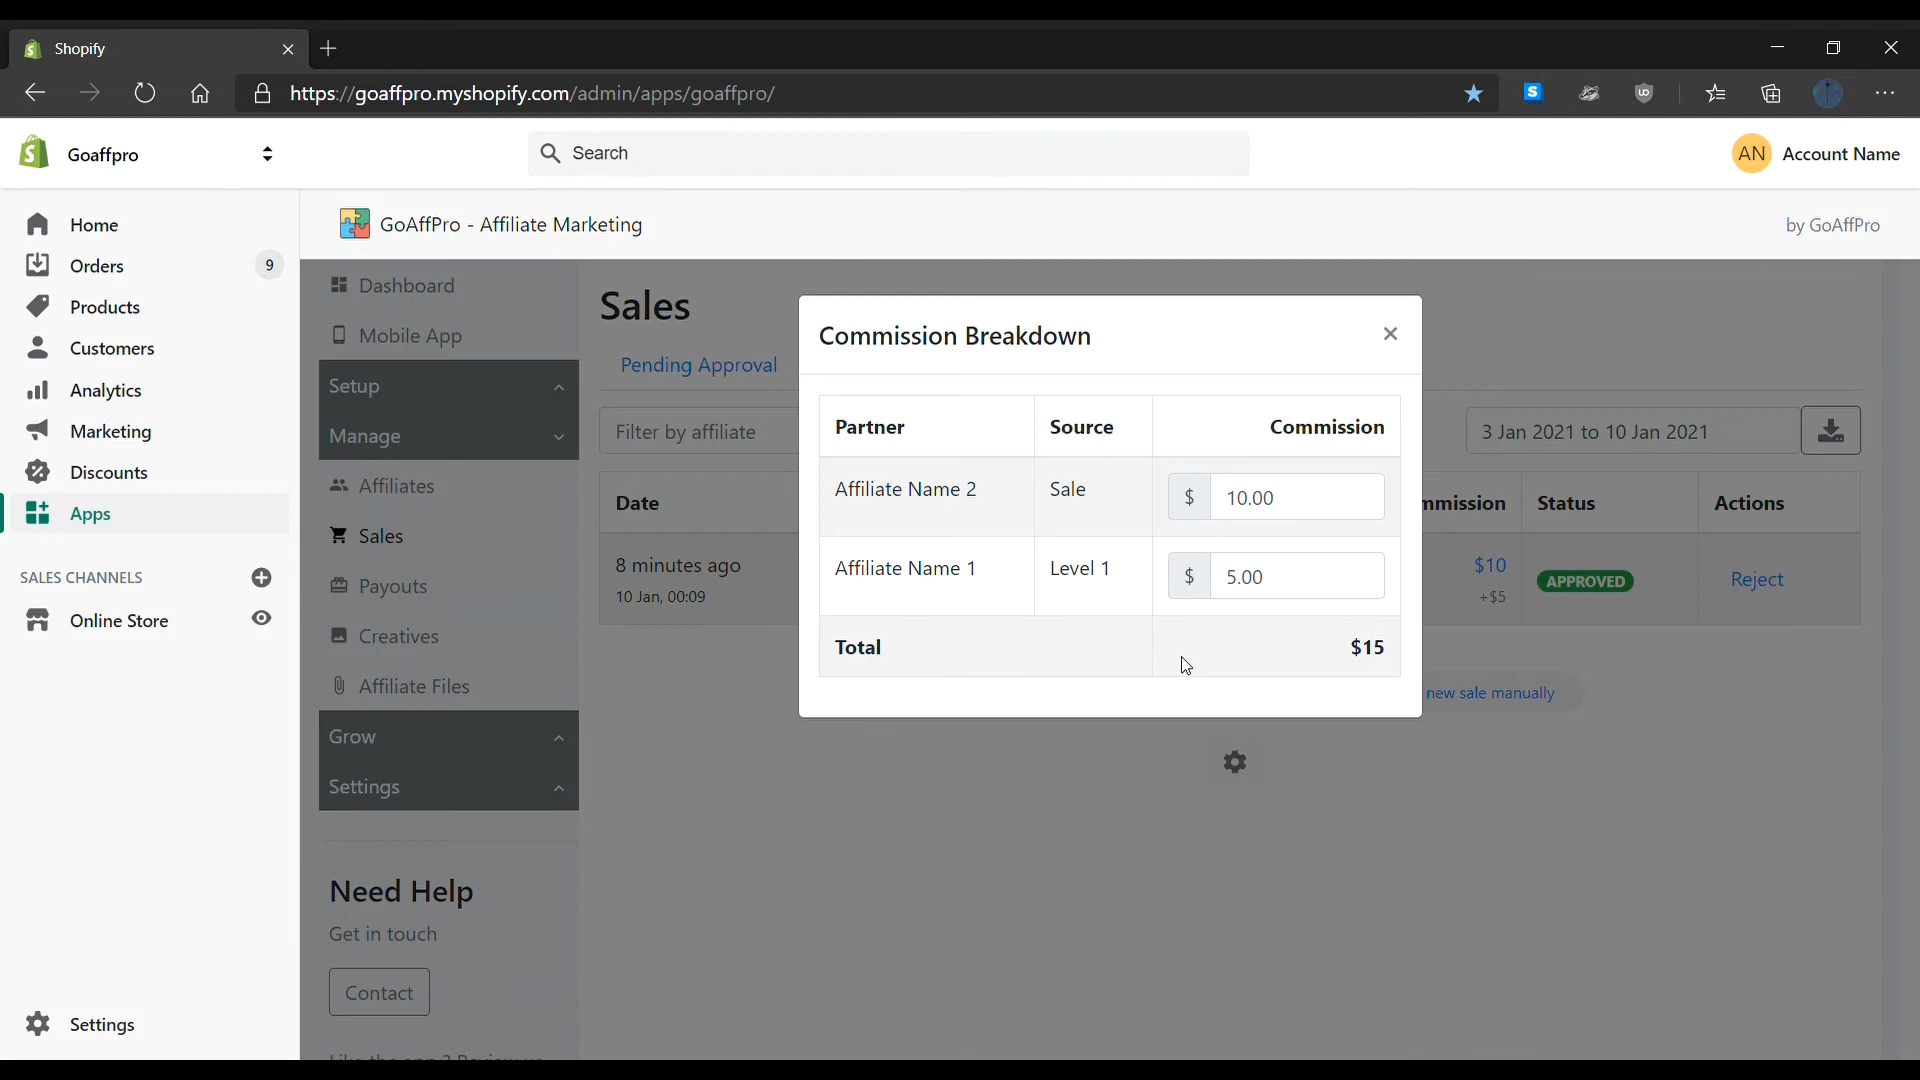 Shopify
https://goaffpro.myshopify.com/admin/apps/goaffpro/
Goaffpro
Search
AN Account Name
Home
Orders 9
Products
Customers
Analytics
Marketing
Discounts
Apps
SALES CHANNELS
Online Store
Settings
GoAffPro - Affiliate Marketing
by GoAffPro
Dashboard
Mobile App
Setup
Manage
Affiliates
Sales
Payouts
Creatives
Affiliate Files
Grow
Settings
Need Help
Get in touch
Contact
Sales
Pending Approval
Filter by affiliate
3 Jan 2021 to 10 Jan 2021
Date
Status
Actions
8 minutes ago
10 Jan, 00:09
$10
+$5
APPROVED
Reject
new sale manually
Commission Breakdown
Partner Source Commission
Affiliate Name 2 Sale $ 10.00
Affiliate Name 1 Level 1 $ 5.00
Total $15